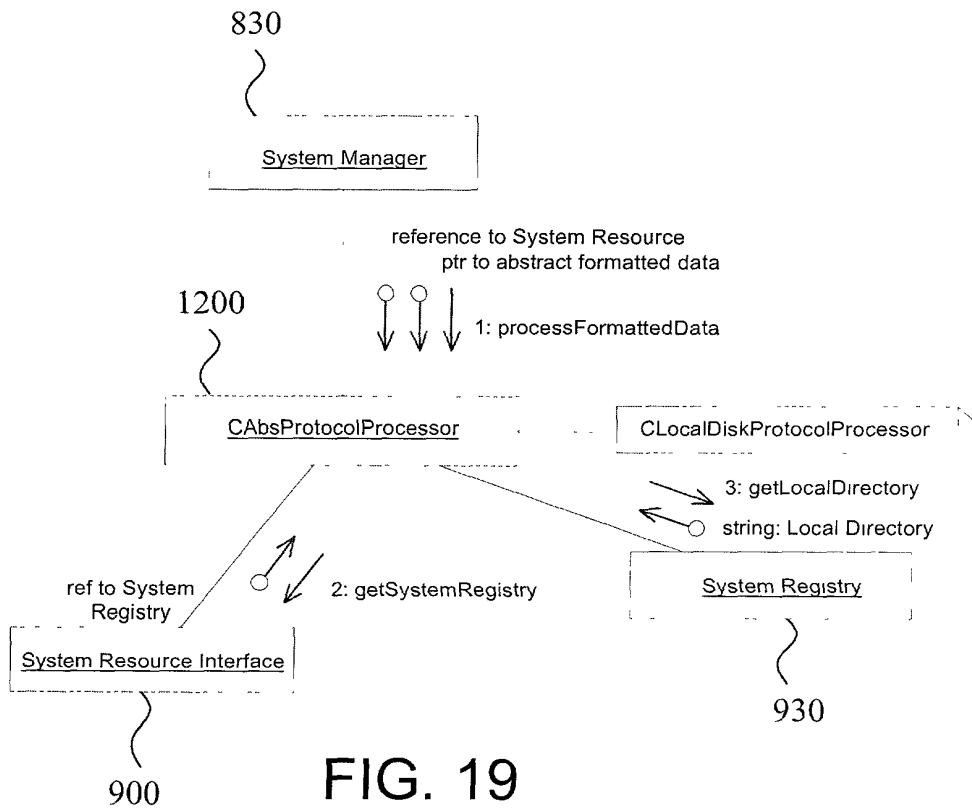 830
System Manager
reference to System Resource
ptr to abstract formatted data
1200
1: processFormattedData
CAbsProtocolProcessor
CLocalDiskProtocolProcessor
3: getLocalDirectory
string: Local Directory
ref to System
Registry
2: getSystemRegistry
System Registry
System Resource Interface
930
900
FIG. 19